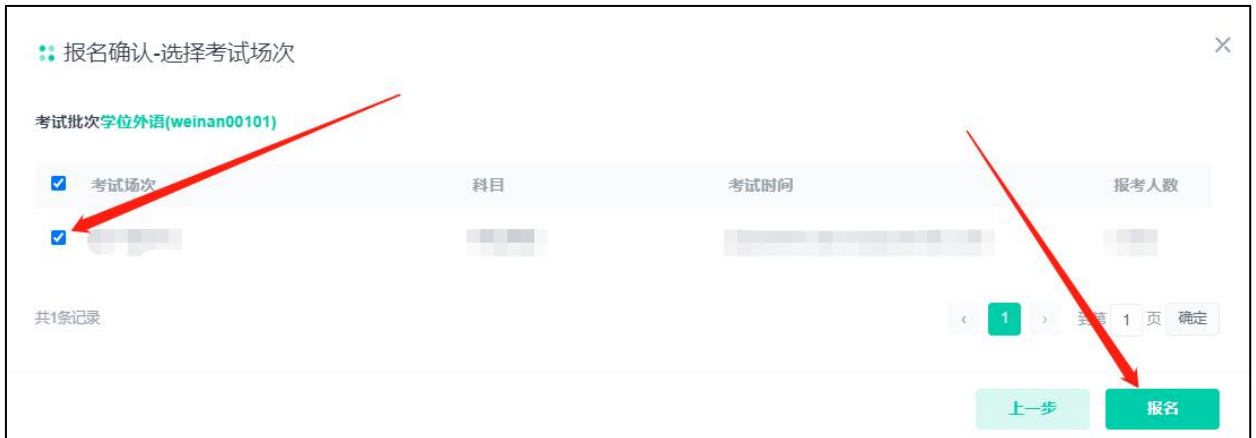 报名确认-选择考试场次
考试批次学位外语(weinan00101)
考试场次 科目 考试时间 报考人数
共1条记录 1 到第 1 页 确定
上一步 报名